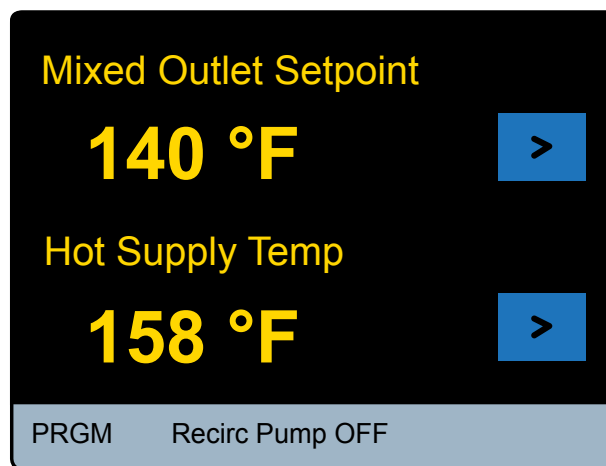 Mixed Outlet Setpoint
140 °F >
Hot Supply Temp
158 °F >
PRGM Recirc Pump OFF